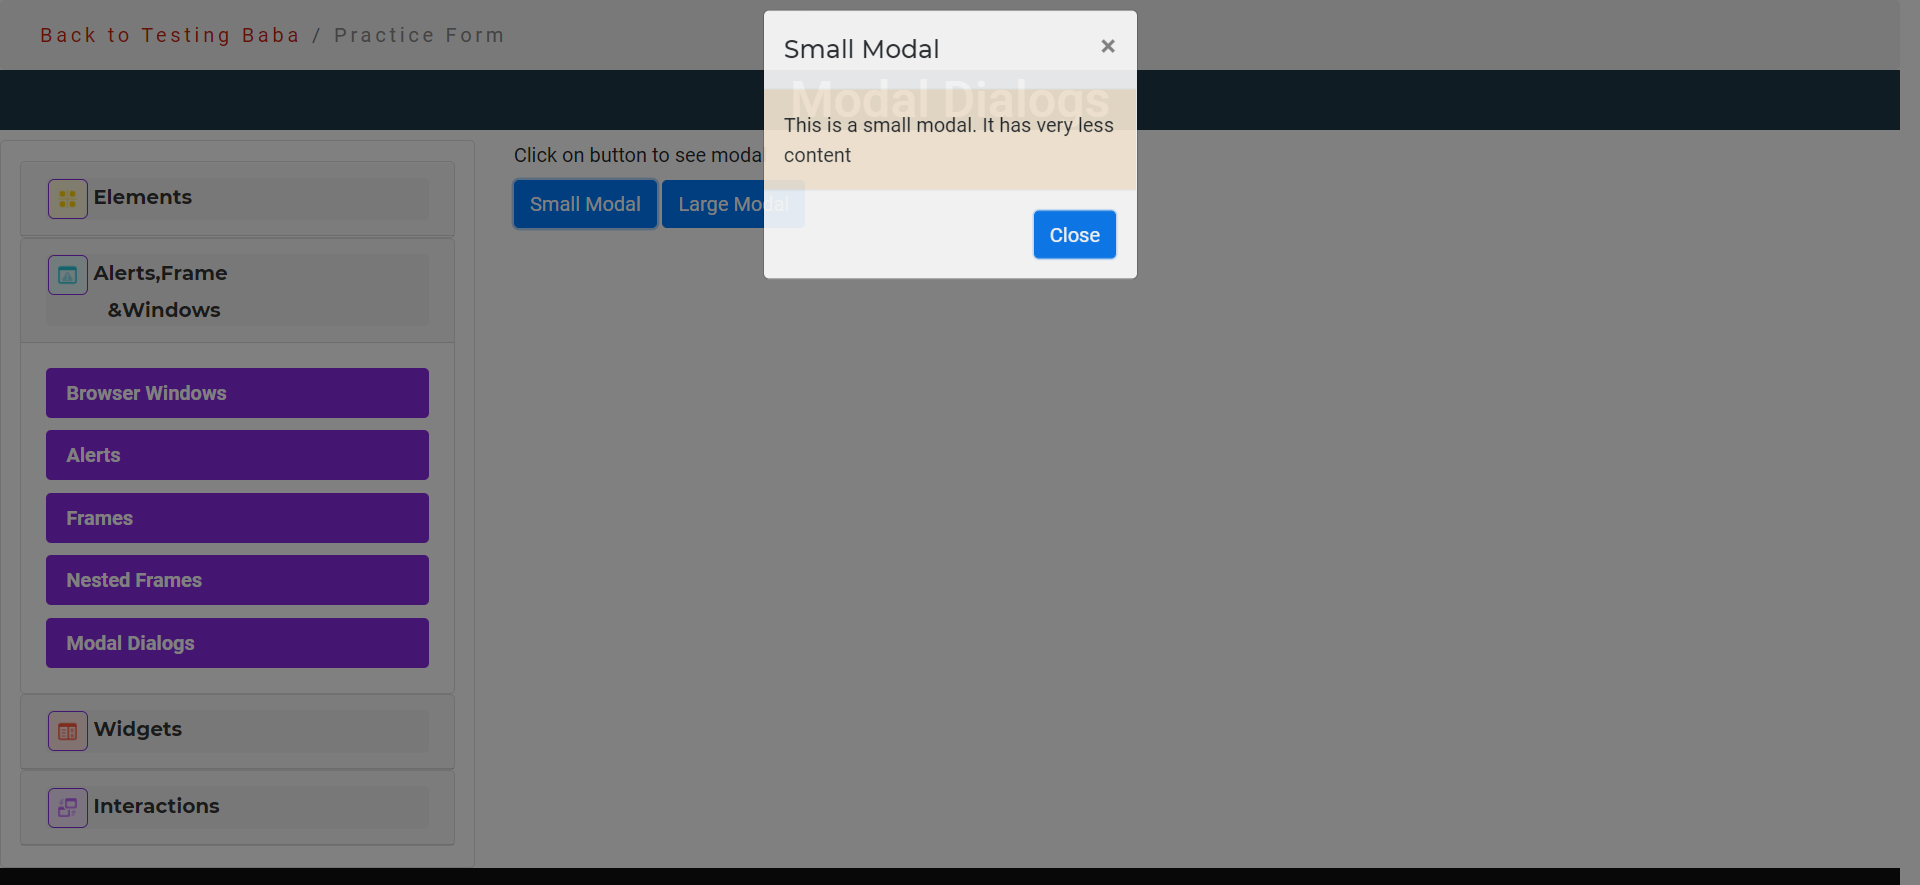 Back to Testing Baba / Practice Form
Small Modal
×
Modal Dialogs
This is a small modal. It has very less
content
Close
Click on button to see moda
Small Modal
Large Modal
Elements
Alerts,Frame
&Windows
Browser Windows
Alerts
Frames
Nested Frames
Modal Dialogs
Widgets
Interactions